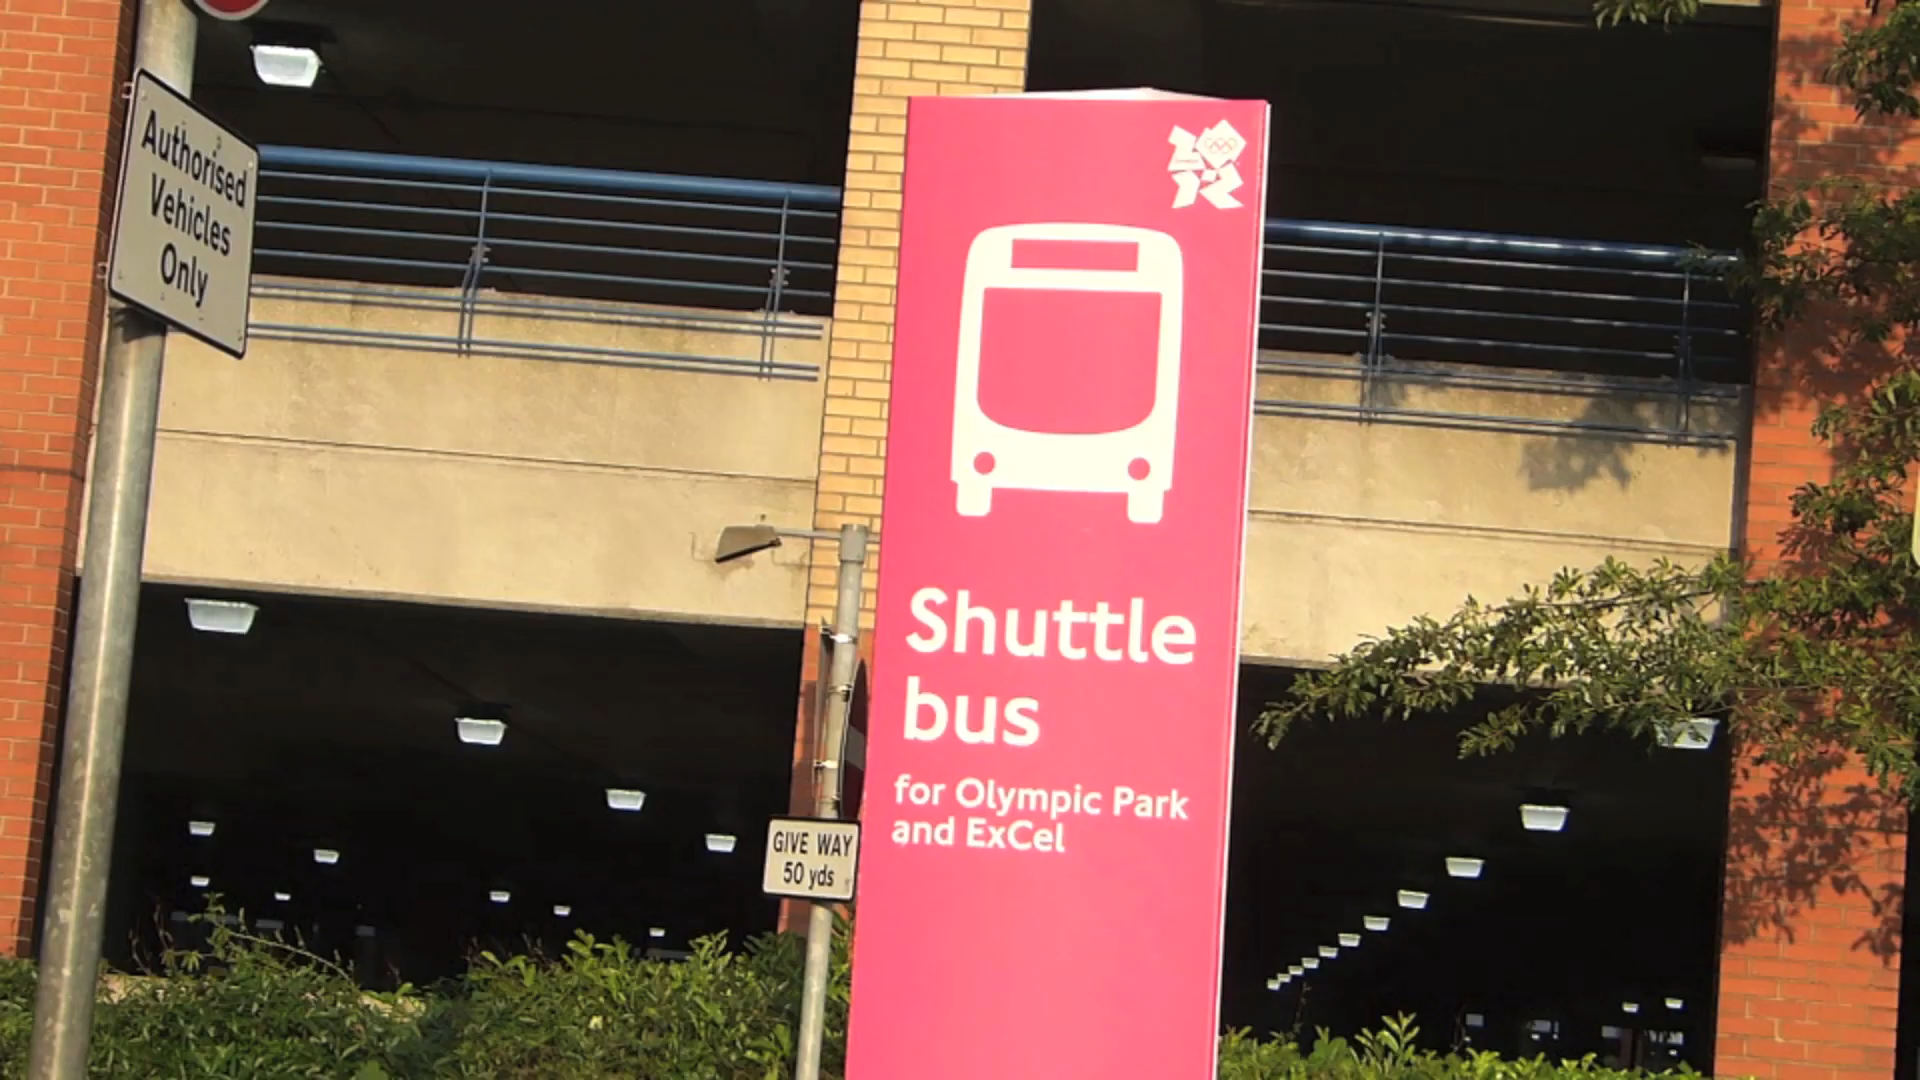 Authorised
Vehicles
Only
Shuttle
bus
for Olympic Park
and ExCel
GIVE WAY
50 yds